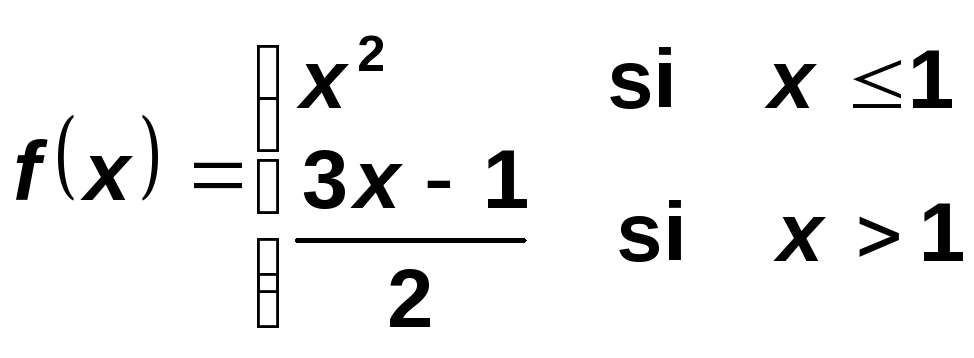 x² si x ≤ 1
f(x) =
3x - 1
2
si x > 1